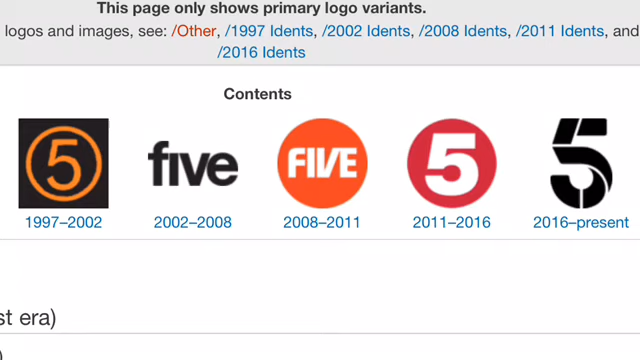 This page only shows primary logo variants.
logos and images, see: /Other, /1997 Idents, /2002 Idents, /2008 Idents, /2011 Idents, and
/2016 Idents
Contents
5 five FIVE 5 5
1997–2002 2002–2008 2008–2011 2011–2016 2016–present
st era)
)